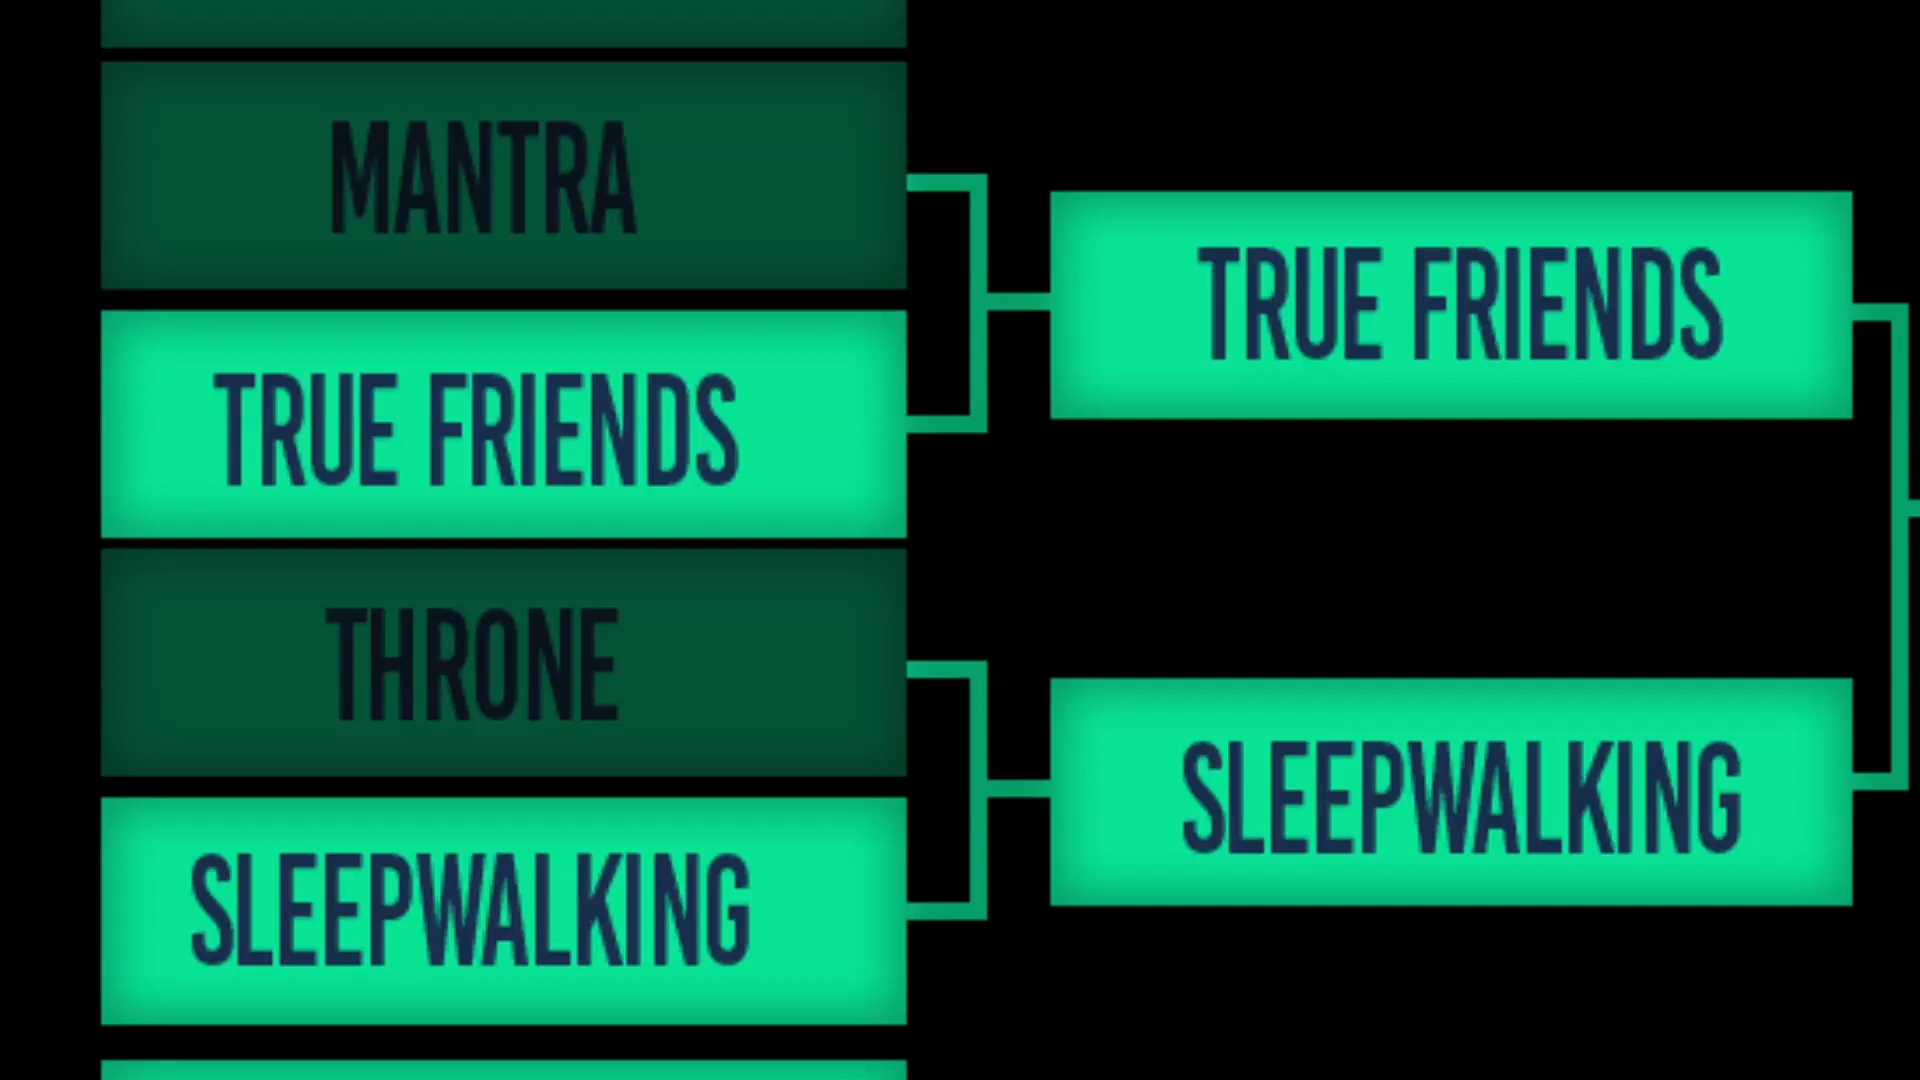 MANTRA
TRUE FRIENDS
THRONE
SLEEPWALKING
TRUE FRIENDS
SLEEPWALKING